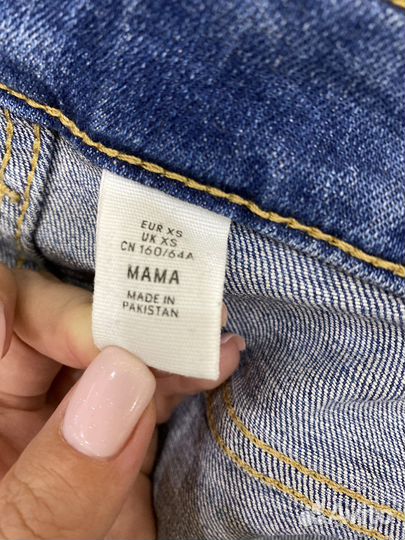 EUR XS
UK XS
CN 160/64A
MAMA
MADE IN
PAKISTAN